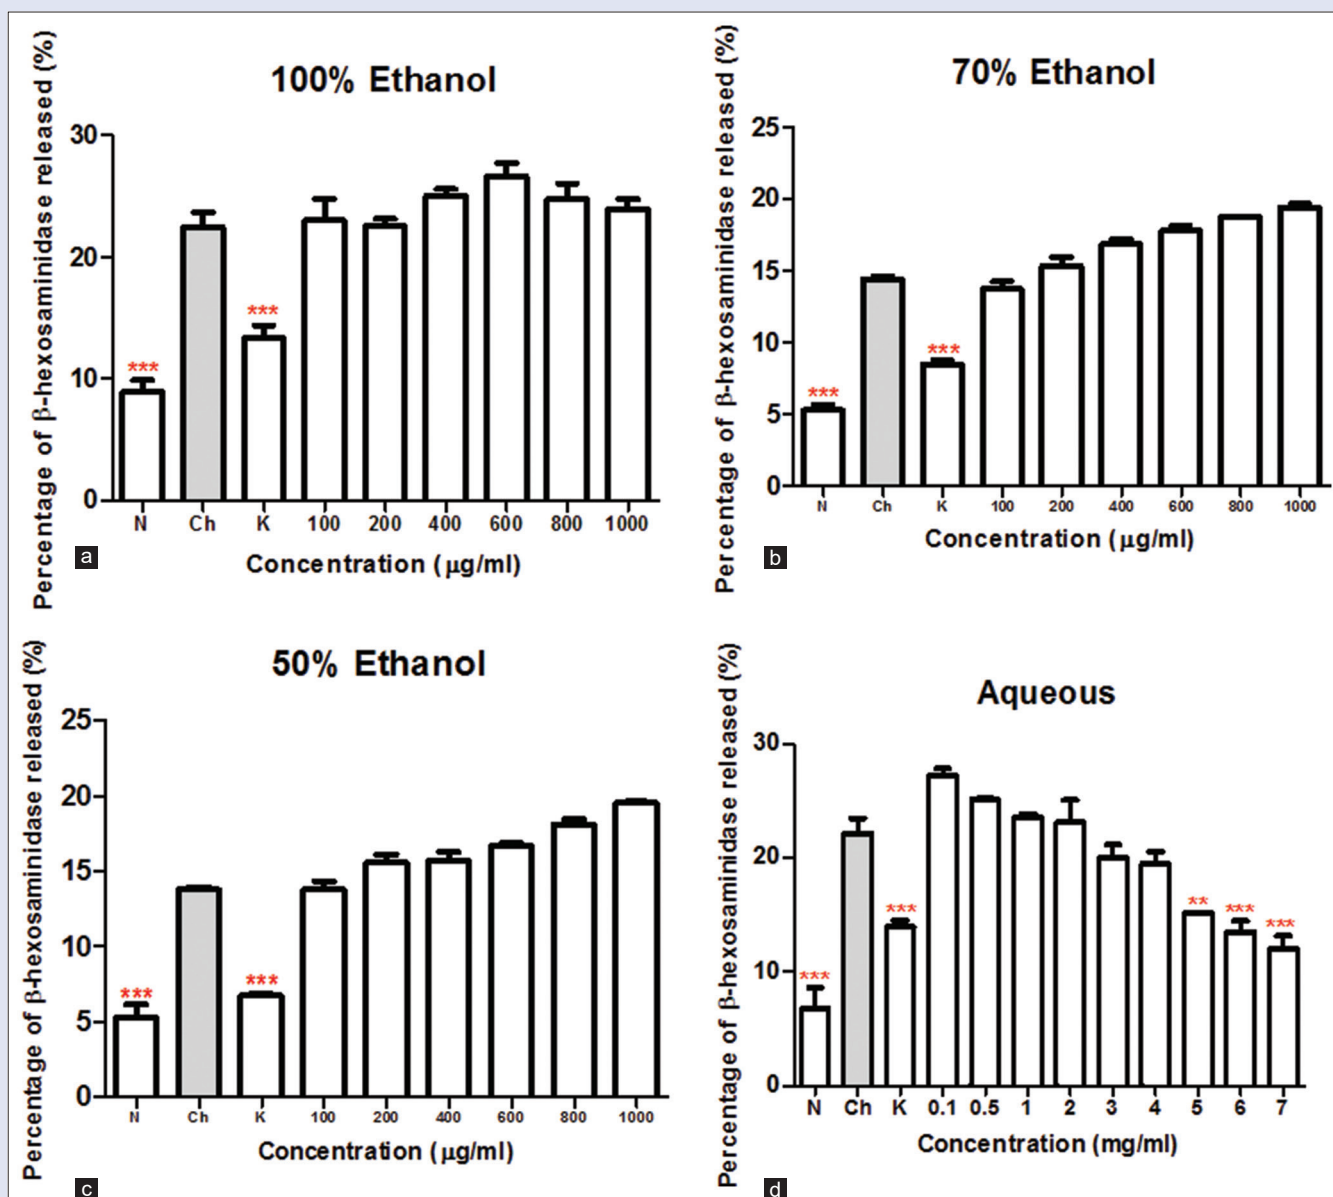 100% Ethanol
Percentage of β-hexosaminidase released (%)
30
20
10
0
***
***
N Ch K 100 200 400 600 800 1000
Concentration (μg/ml)
a
70% Ethanol
Percentage of β-hexosaminidase released (%)
25
20
15
10
5
0
***
***
N Ch K 100 200 400 600 800 1000
Concentration (μg/ml)
b
50% Ethanol
Percentage of β-hexosaminidase released (%)
25
20
15
10
5
0
***
***
N Ch K 100 200 400 600 800 1000
Concentration (μg/ml)
c
Aqueous
Percentage of β-hexosaminidase released (%)
30
20
10
0
***
***
**
***
***
N Ch K 0.1 0.5 1 2 3 4 5 6 7
Concentration (mg/ml)
d